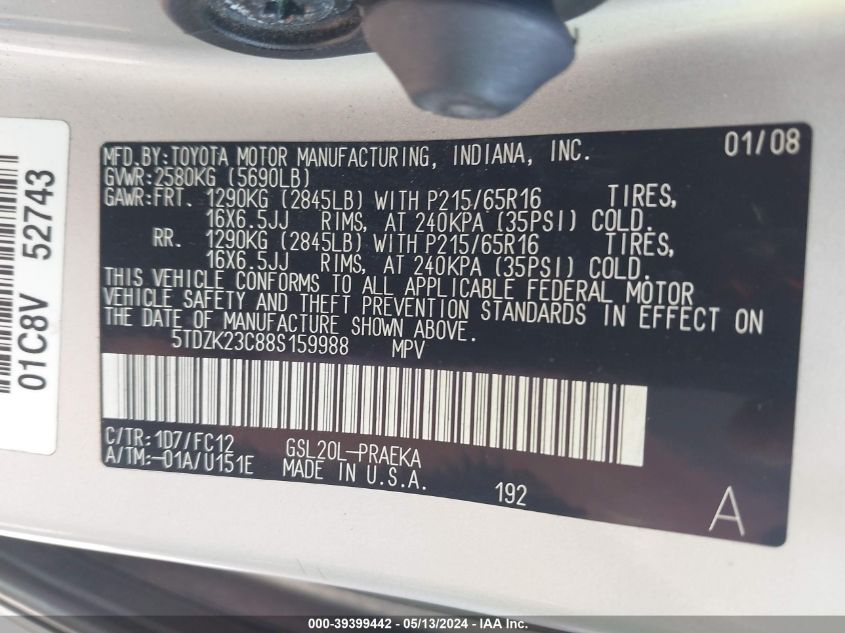 MFD.BY:TOYOTA MOTOR MANUFACTURING, INDIANA, INC. 01/08
GVWR:2580KG (5690LB)
GAWR:FRT. 1290KG (2845LB) WITH P215/65R16 TIRES,
16X6.5JJ RIMS, AT 240KPA (35PSI) COLD.
RR. 1290KG (2845LB) WITH P215/65R16 TIRES,
16X6.5JJ RIMS, AT 240KPA (35PSI) COLD.
THIS VEHICLE CONFORMS TO ALL APPLICABLE FEDERAL MOTOR
VEHICLE SAFETY AND THEFT PREVENTION STANDARDS IN EFFECT ON
THE DATE OF MANUFACTURE SHOWN ABOVE.
5TDZK23C88S159988 MPV
C/TR: 1D7/FC12 GSL20L-PRAEKA
A/TM:-01A/U151E MADE IN U.S.A.
192
A
01C8V 52743
000-39399442 - 05/13/2024 - IAA Inc.